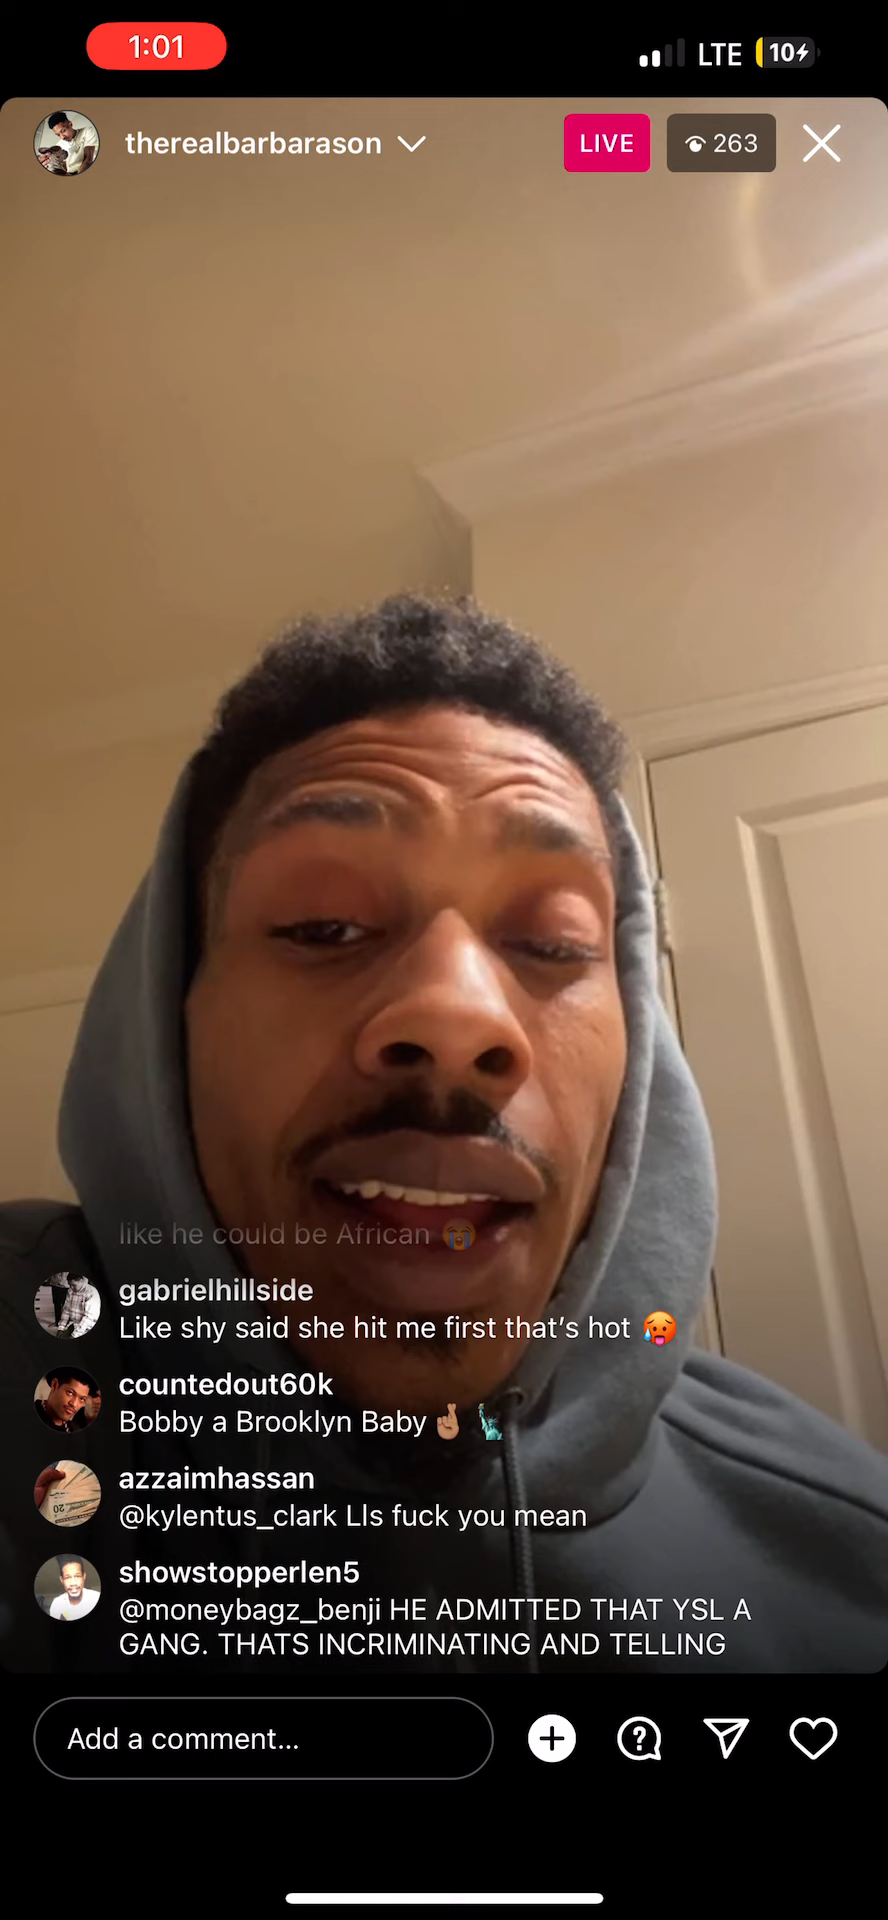 1:01
LTE
10
therealbarbarason
LIVE
263
like he could be African 😭
gabrielhillside
Like shy said she hit me first that's hot 🥵
countedout60k
Bobby a Brooklyn Baby🤞🏼🗽
azzaimhassan
@kylentus_clark Lls fuck you mean
showstopperlen5
@moneybagz_benji HE ADMITTED THAT YSL A
GANG. THATS INCRIMINATING AND TELLING
Add a comment...